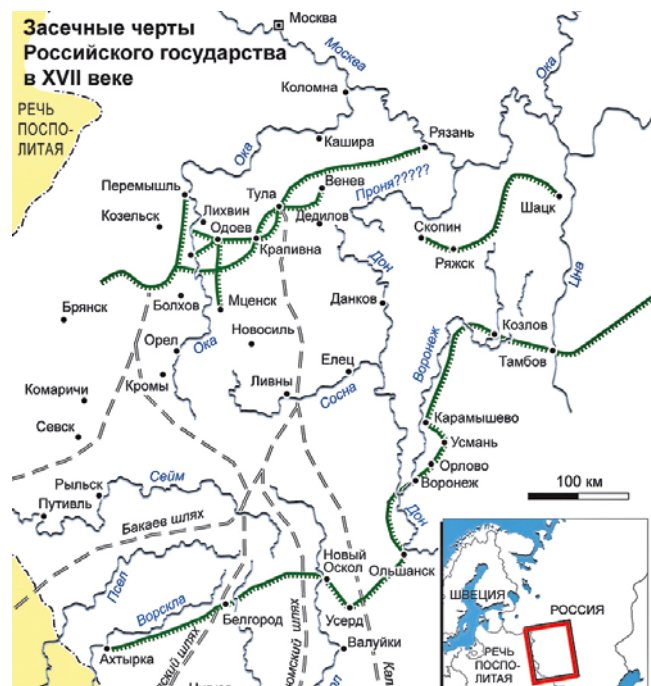 Засечные черты
Российского государства
в XVII веке
Москва
Москва
Ока
РЕЧЬ
ПОСПО-
ЛИТАЯ
Коломна
Ока
Кашира
Рязань
Перемышль
Тула
Венев
Проня?????
Козельск
Лихвин
Одоев
Дедилов
Крапивна
Скопин
Шацк
Ряжск
Дон
Цна
Брянск
Болхов
Мценск
Данков
Козлов
Орел
Ока
Новосиль
Воронеж
Тамбов
Елец
Комаричи
Кромы
Ливны
Сосна
Карамышево
Севск
Усмань
Орлово
Рыльск
Сейм
Воронеж
100 км
Путивль
Бакаев шлях
Дон
Новый
Оскол
Ольшанск
Псел
Ворскла
Белгород
Усерд
Ахтырка
Валуйки
ШВЕЦИЯ
РОССИЯ
РЕЧЬ
ПОСПО-
ЛИТАЯ